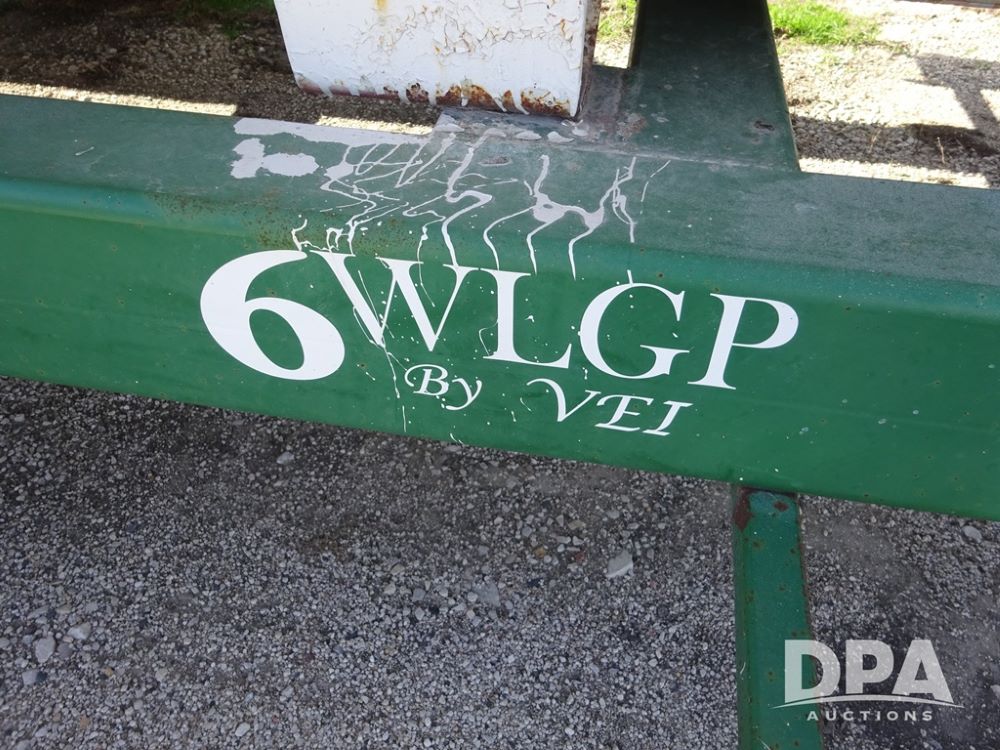 6WLGP
By VEI
DPA
AUCTIONS